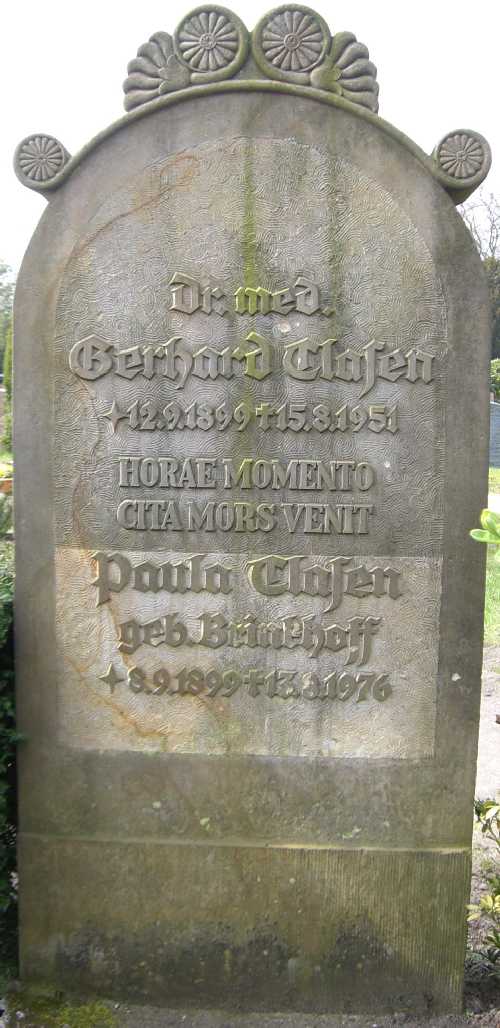 Dr. med.
Gerhard Clasen
✦12.9.1899 † 15.8.1951
HORAE MOMENTO
CITA MORS VENIT
Paula Clasen
geb. Brinkhoff
✦ 8.9.1899 † 13.3.1976